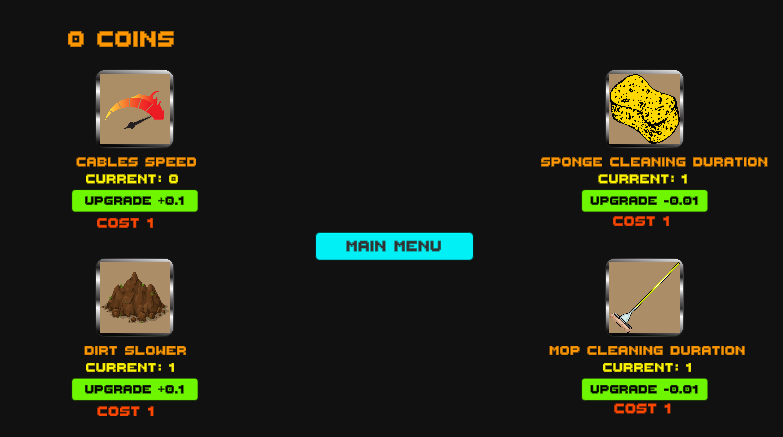 0 COINS
CABLES SPEED
CURRENT: 0
UPGRADE +0.1
COST 1
SPONGE CLEANING DURATION
CURRENT: 1
UPGRADE -0.01
COST 1
MAIN MENU
DIRT SLOWER
CURRENT: 1
UPGRADE +0.1
COST 1
MOP CLEANING DURATION
CURRENT: 1
UPGRADE -0.01
COST 1